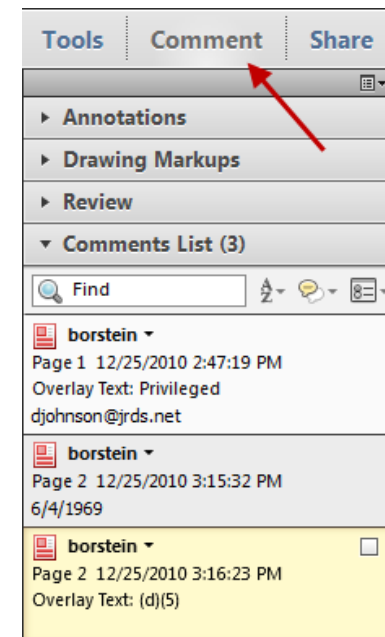 Tools Comment Share
Annotations
Drawing Markups
Review
Comments List (3)
Find
borstein
Page 1 12/25/2010 2:47:19 PM
Overlay Text: Privileged
djohnson@jrds.net
borstein
Page 2 12/25/2010 3:15:32 PM
6/4/1969
borstein
Page 2 12/25/2010 3:16:23 PM
Overlay Text: (d)(5)